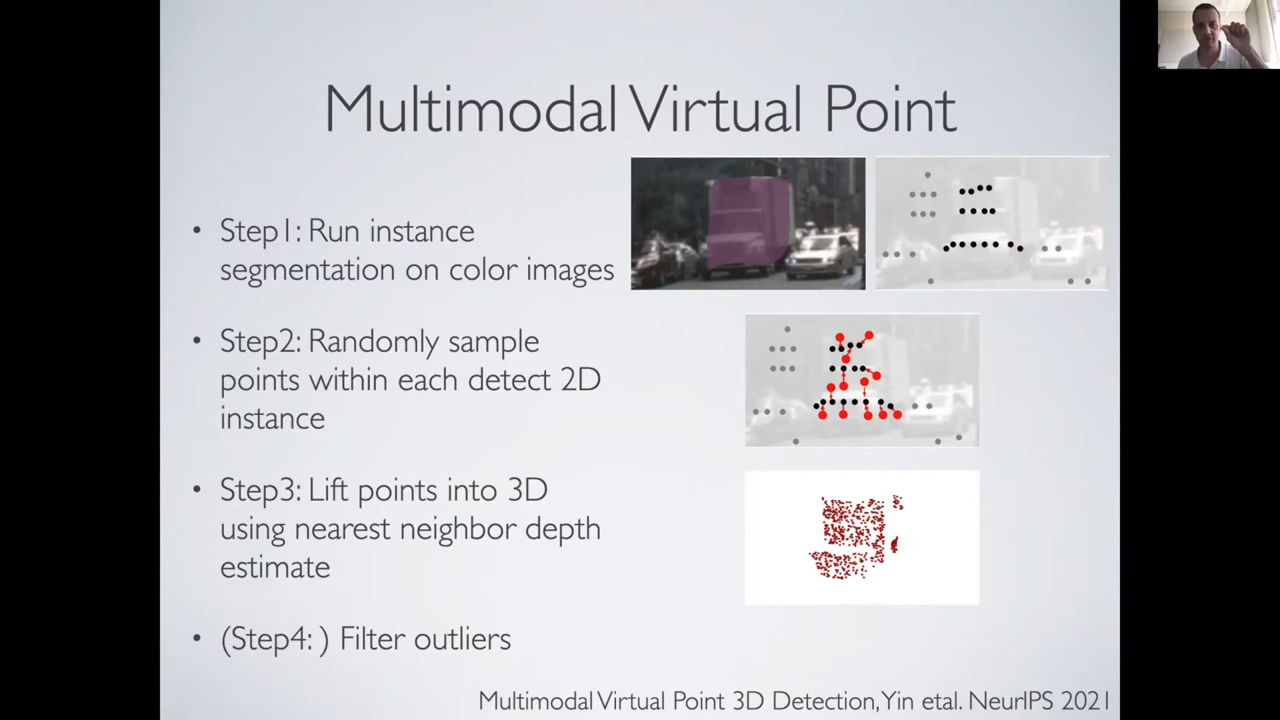 Multimodal Virtual Point
• Step1: Run instance
segmentation on color images
• Step2: Randomly sample
points within each detect 2D
instance
• Step3: Lift points into 3D
using nearest neighbor depth
estimate
• (Step4: ) Filter outliers
Multimodal Virtual Point 3D Detection, Yin etal. NeurIPS 2021